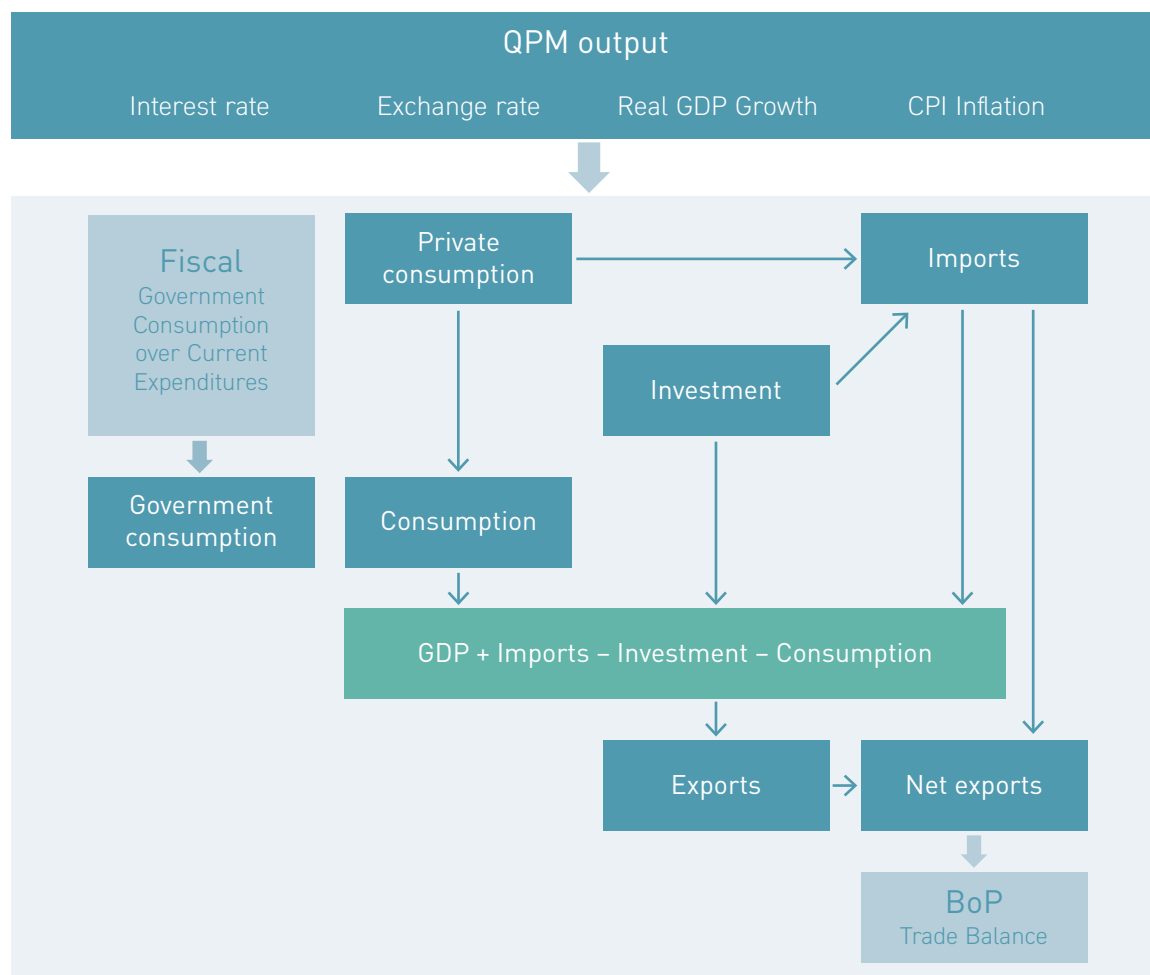 QPM output
Interest rate
Exchange rate
Real GDP Growth
CPI Inflation
Fiscal
Government
Consumption
over Current
Expenditures
Private
consumption
Imports
Investment
Government
consumption
Consumption
GDP + Imports – Investment – Consumption
Exports
Net exports
BoP
Trade Balance